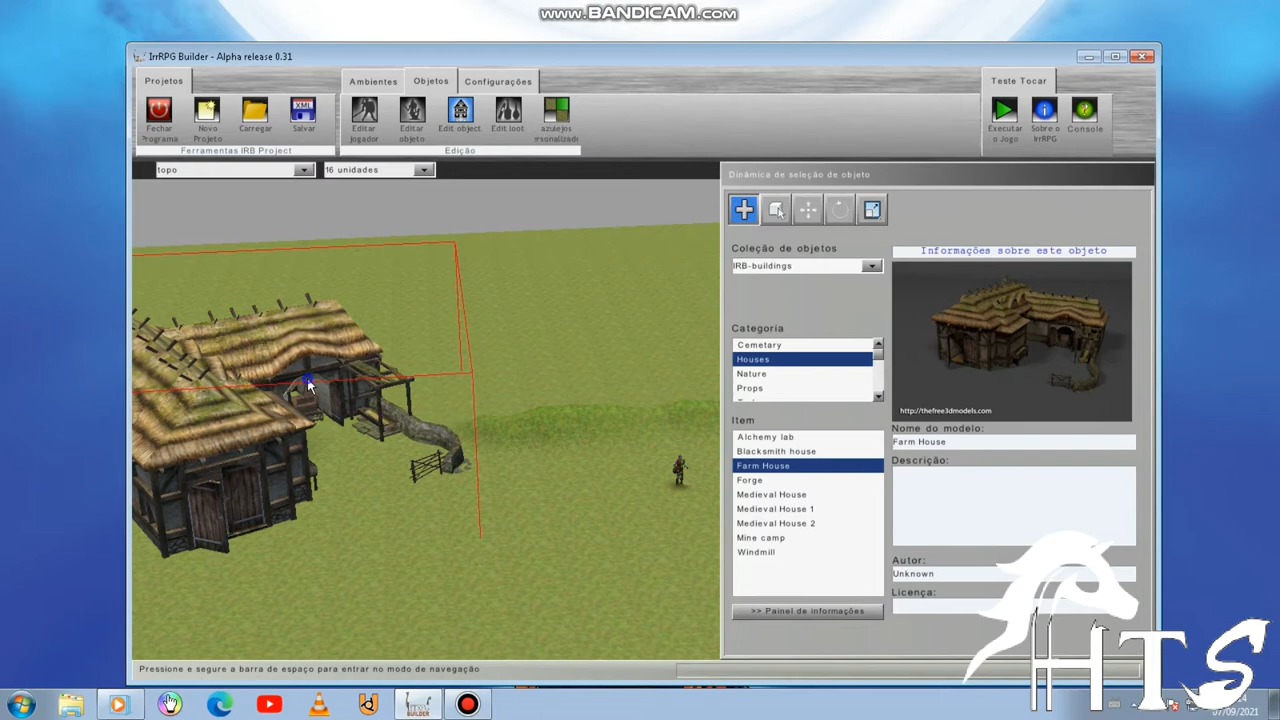 www.BANDICAM.com
IrrRPG Builder - Alpha release 0.31
Projetos
Ambientes
Objetos
Configurações
Teste Tocar
Fechar Programa
Novo Projeto
Carregar
Salvar
Editar jogador
Editar objeto
Edit object
Edit loot
azulejos
Executar o Jogo
Sobre o IrrRPG
Console
Ferramentas IRB Project
Edição
topo
16 unidades
Dinâmica de seleção de objeto
Coleção de objetos
IRB-buildings
Categoria
Cemetary
Houses
Nature
Props
Item
Alchemy lab
Blacksmith house
Farm House
Forge
Medieval House
Medieval House 1
Medieval House 2
Mine camp
Windmill
>> Painel de informações
Informações sobre este objeto
http://thefree3dmodels.com
Nome do modelo:
Farm House
Descrição:
Autor:
Unknown
Licença:
Pressione e segure a barra de espaço para entrar no modo de navegação
HTS
BUILDER
07/09/2021